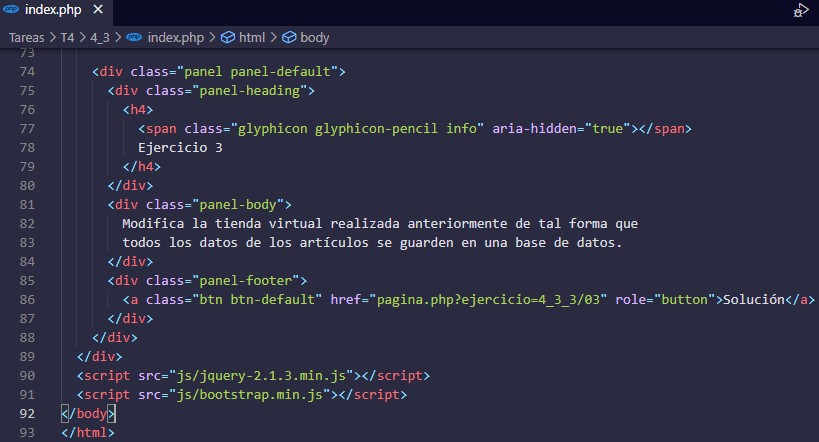 php index.php ×
Tareas > T4 > 4_3 > php index.php > html > body
73
74 <div class="panel panel-default">
75 <div class="panel-heading">
76 <h4>
77 <span class="glyphicon glyphicon-pencil info" aria-hidden="true"></span>
78 Ejercicio 3
79 </h4>
80 </div>
81 <div class="panel-body">
82 Modifica la tienda virtual realizada anteriormente de tal forma que
83 todos los datos de los artículos se guarden en una base de datos.
84 </div>
85 <div class="panel-footer">
86 <a class="btn btn-default" href="pagina.php?ejercicio=4_3_3/03" role="button">Solución</a>
87 </div>
88 </div>
89 </div>
90 <script src="js/jquery-2.1.3.min.js"></script>
91 <script src="js/bootstrap.min.js"></script>
92 </body>
93 </html>